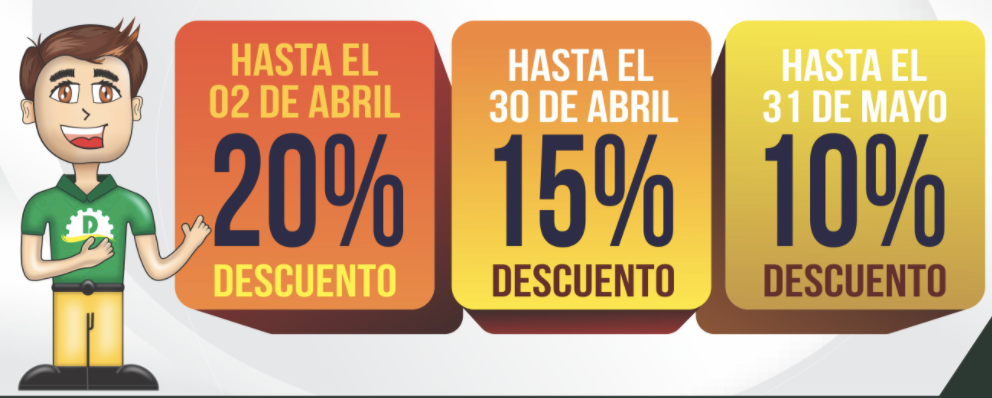 HASTA EL
02 DE ABRIL
20%
DESCUENTO
HASTA EL
30 DE ABRIL
15%
DESCUENTO
HASTA EL
31 DE MAYO
10%
DESCUENTO
D